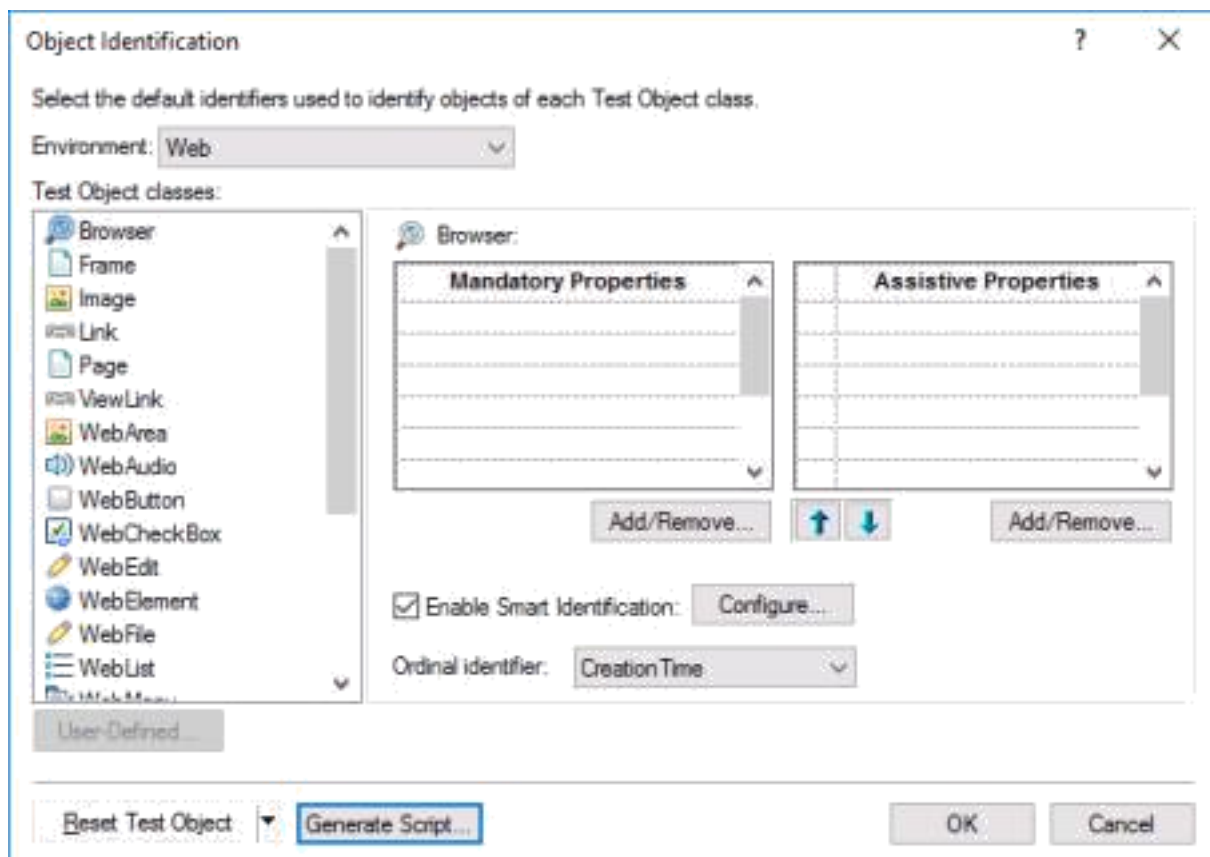 Object Identification
?
Select the default identifiers used to identify objects of each Test Object class.
Environment: Web
Test Object classes:
Browser
Frame
Image
Link
Page
ViewLink
WebArea
WebAudio
WebButton
WebCheckBox
WebEdit
WebElement
WebFile
WebList
Browser:
Mandatory Properties
Assistive Properties
Add/Remove...
Add/Remove...
Enable Smart Identification: Configure...
Ordinal identifier: CreationTime
User-Defined...
Reset Test Object
Generate Script...
OK
Cancel